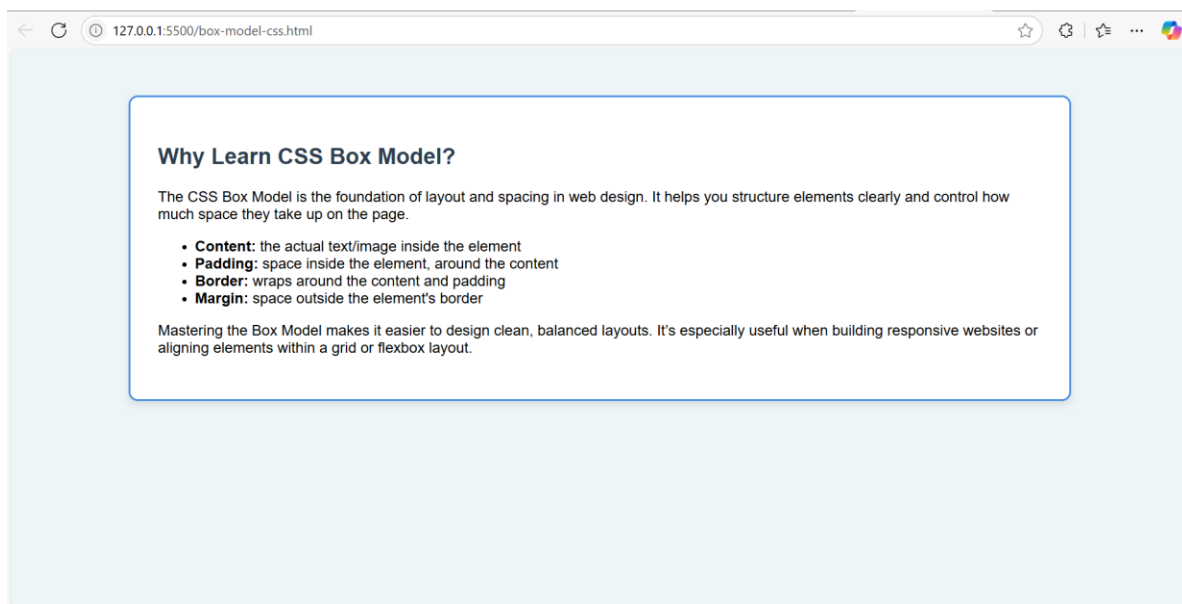 127.0.0.1:5500/box-model-css.html
Why Learn CSS Box Model?
The CSS Box Model is the foundation of layout and spacing in web design. It helps you structure elements clearly and control how
much space they take up on the page.
• Content: the actual text/image inside the element
• Padding: space inside the element, around the content
• Border: wraps around the content and padding
• Margin: space outside the element's border
Mastering the Box Model makes it easier to design clean, balanced layouts. It’s especially useful when building responsive websites or
aligning elements within a grid or flexbox layout.